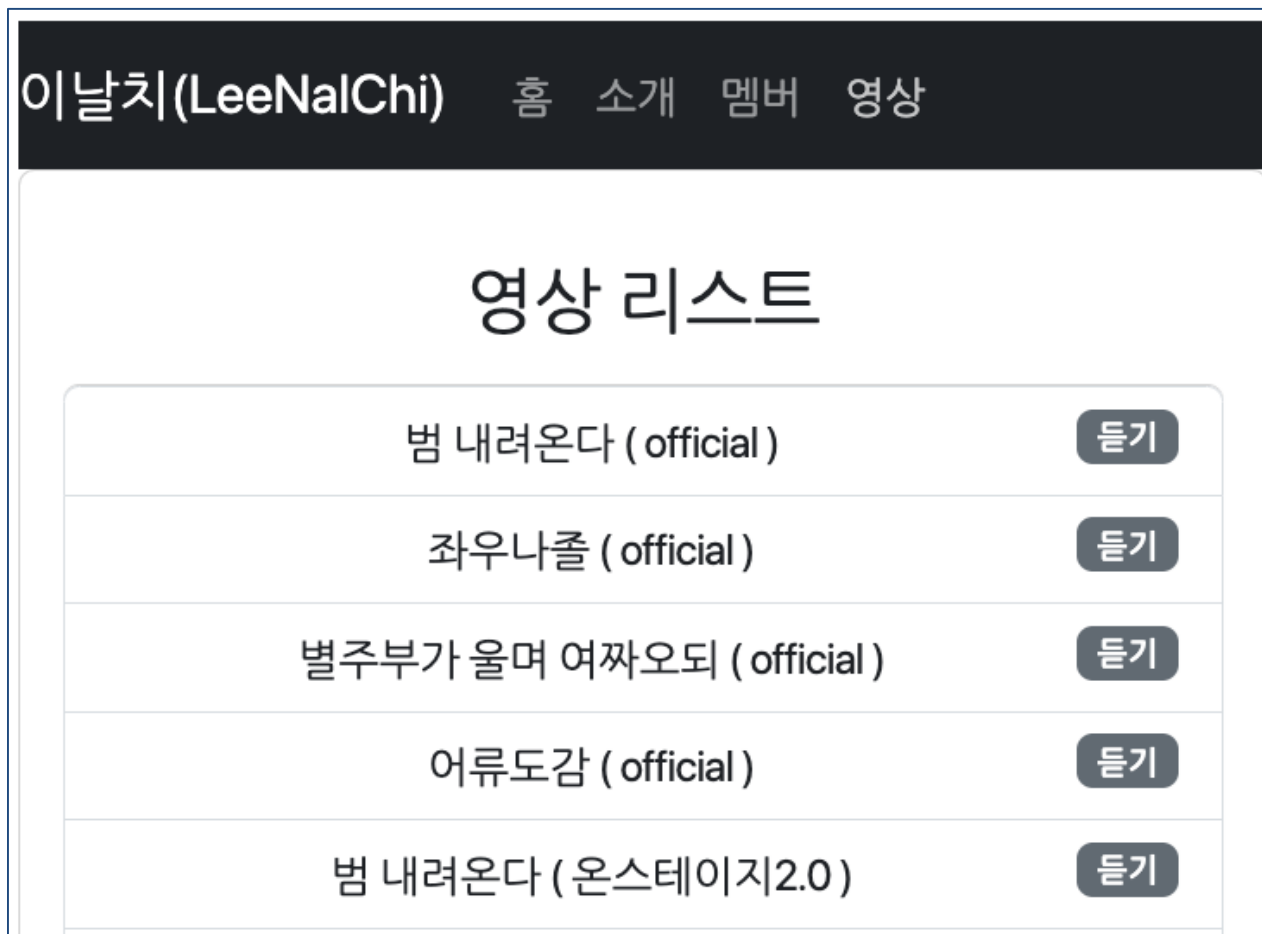 이날치(LeeNalChi) 홈 소개 멤버 영상
영상 리스트
범 내려온다 ( official ) 듣기
좌우나졸 ( official ) 듣기
별주부가 울며 여짜오되 ( official ) 듣기
어류도감 ( official ) 듣기
범 내려온다 ( 온스테이지2.0 ) 듣기